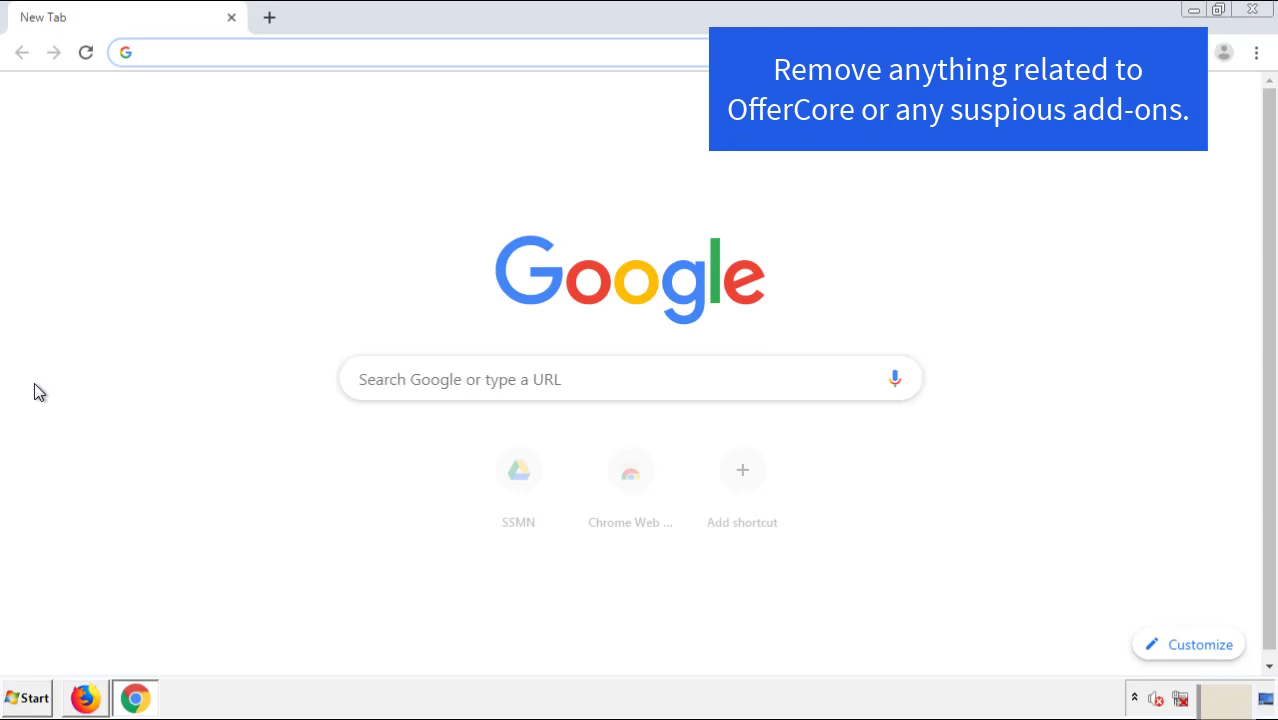 New Tab
Remove anything related to
OfferCore or any suspious add-ons.
Google
Search Google or type a URL
SSMN
Chrome Web ...
Add shortcut
Customize
Start